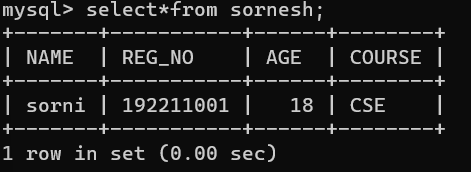 mysql> select*from sornesh;
+-------+-----------+------+--------+
| NAME  | REG_NO    | AGE  | COURSE |
+-------+-----------+------+--------+
| sorni | 192211001 |   18 | CSE    |
+-------+-----------+------+--------+
1 row in set (0.00 sec)